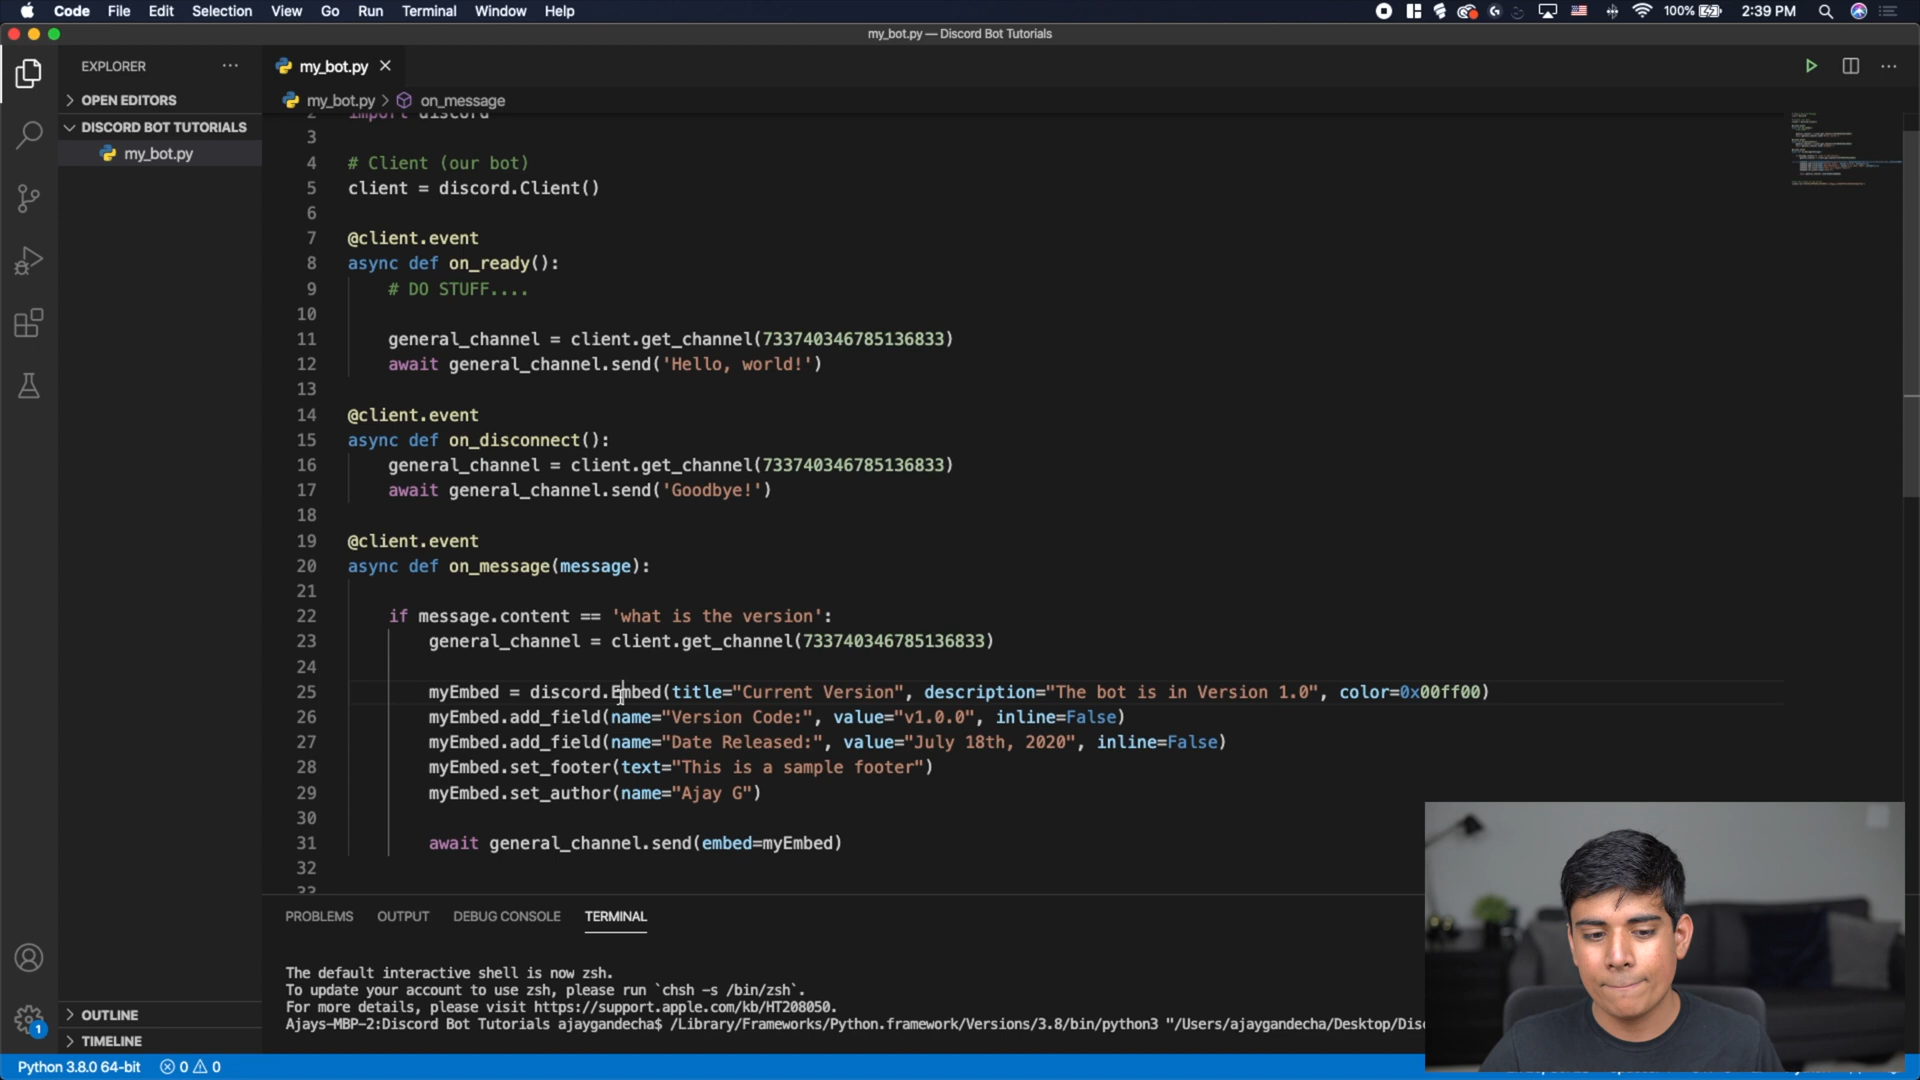 Code File Edit Selection View Go Run Terminal Window Help 100% 2:39 PM
my_bot.py — Discord Bot Tutorials
EXPLORER
my_bot.py
OPEN EDITORS
my_bot.py > on_message
DISCORD BOT TUTORIALS
my_bot.py
2 import discord
3
4 # Client (our bot)
5 client = discord.Client()
6
7 @client.event
8 async def on_ready():
9 # DO STUFF....
10
11 general_channel = client.get_channel(733740346785136833)
12 await general_channel.send('Hello, world!')
13
14 @client.event
15 async def on_disconnect():
16 general_channel = client.get_channel(733740346785136833)
17 await general_channel.send('Goodbye!')
18
19 @client.event
20 async def on_message(message):
21
22 if message.content == 'what is the version':
23 general_channel = client.get_channel(733740346785136833)
24
25 myEmbed = discord.Embed(title="Current Version", description="The bot is in Version 1.0", color=0x00ff00)
26 myEmbed.add_field(name="Version Code:", value="v1.0.0", inline=False)
27 myEmbed.add_field(name="Date Released:", value="July 18th, 2020", inline=False)
28 myEmbed.set_footer(text="This is a sample footer")
29 myEmbed.set_author(name="Ajay G")
30
31 await general_channel.send(embed=myEmbed)
32
33
PROBLEMS OUTPUT DEBUG CONSOLE TERMINAL
The default interactive shell is now zsh.
To update your account to use zsh, please run `chsh -s /bin/zsh`.
For more details, please visit https://support.apple.com/kb/HT208050.
Ajays-MBP-2:Discord Bot Tutorials ajaygandecha$ /Library/Frameworks/Python.framework/Versions/3.8/bin/python3 "/Users/ajaygandecha/Desktop/Disc
OUTLINE
1
TIMELINE
Python 3.8.0 64-bit 0 0